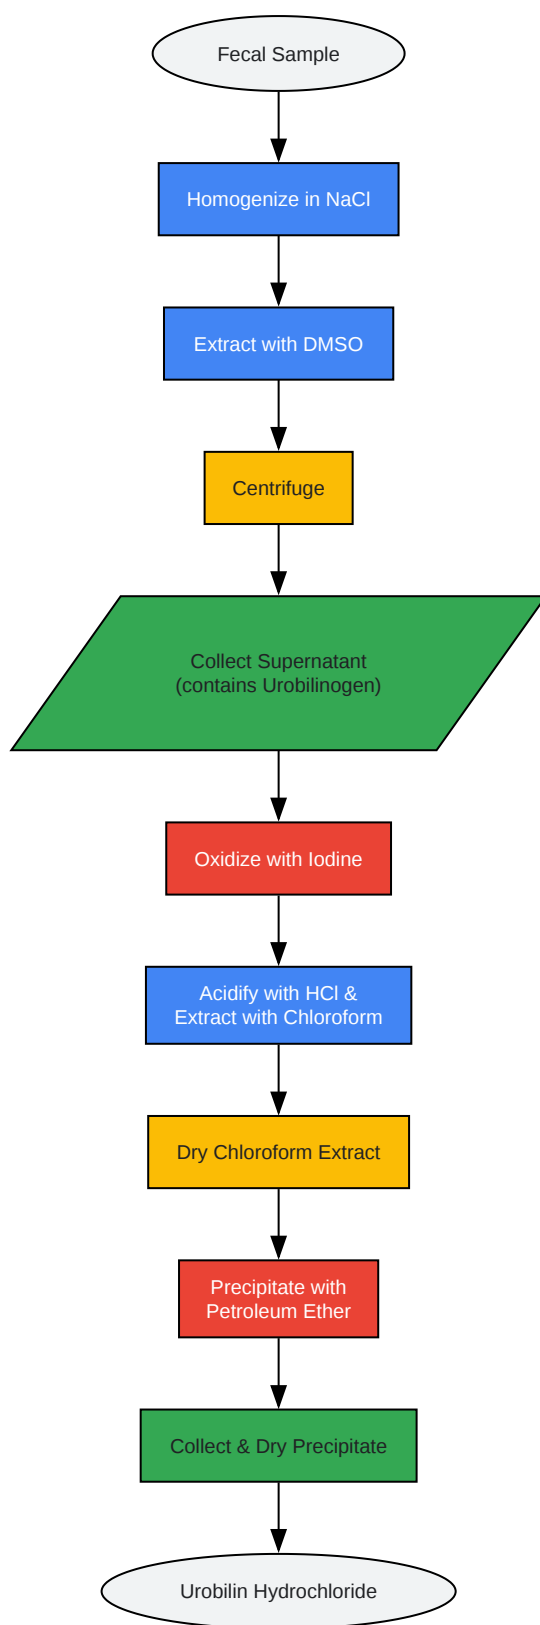 Fecal Sample
Homogenize in NaCl
Extract with DMSO
Centrifuge
Collect Supernatant
(contains Urobilinogen)
Oxidize with Iodine
Acidify with HCl &
Extract with Chloroform
Dry Chloroform Extract
Precipitate with
Petroleum Ether
Collect & Dry Precipitate
Urobilin Hydrochloride